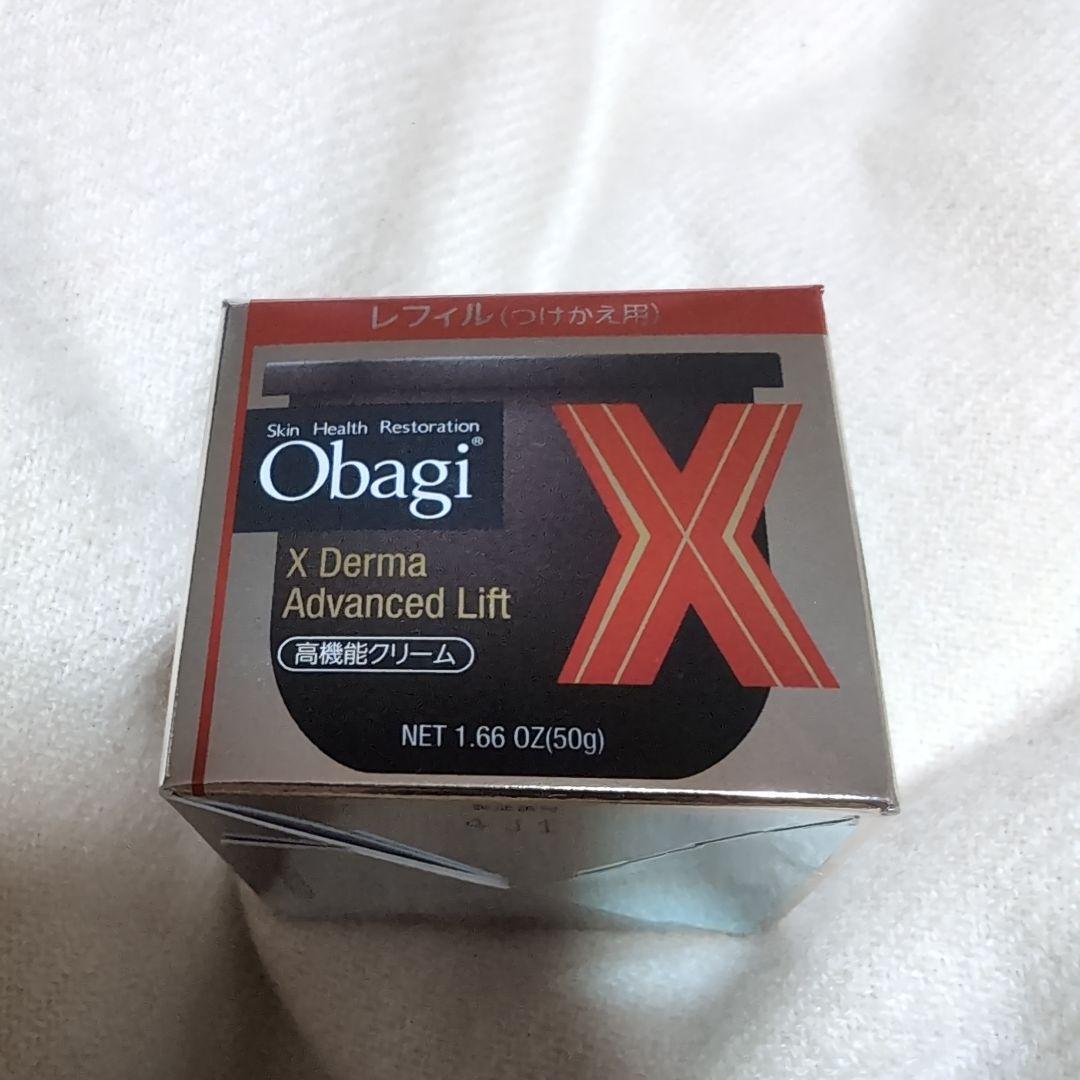 レフィル(つけかえ用)
Skin Health Restoration
Obagi®
X
X Derma
Advanced Lift
高機能クリーム
NET 1.66 OZ(50g)
4J1